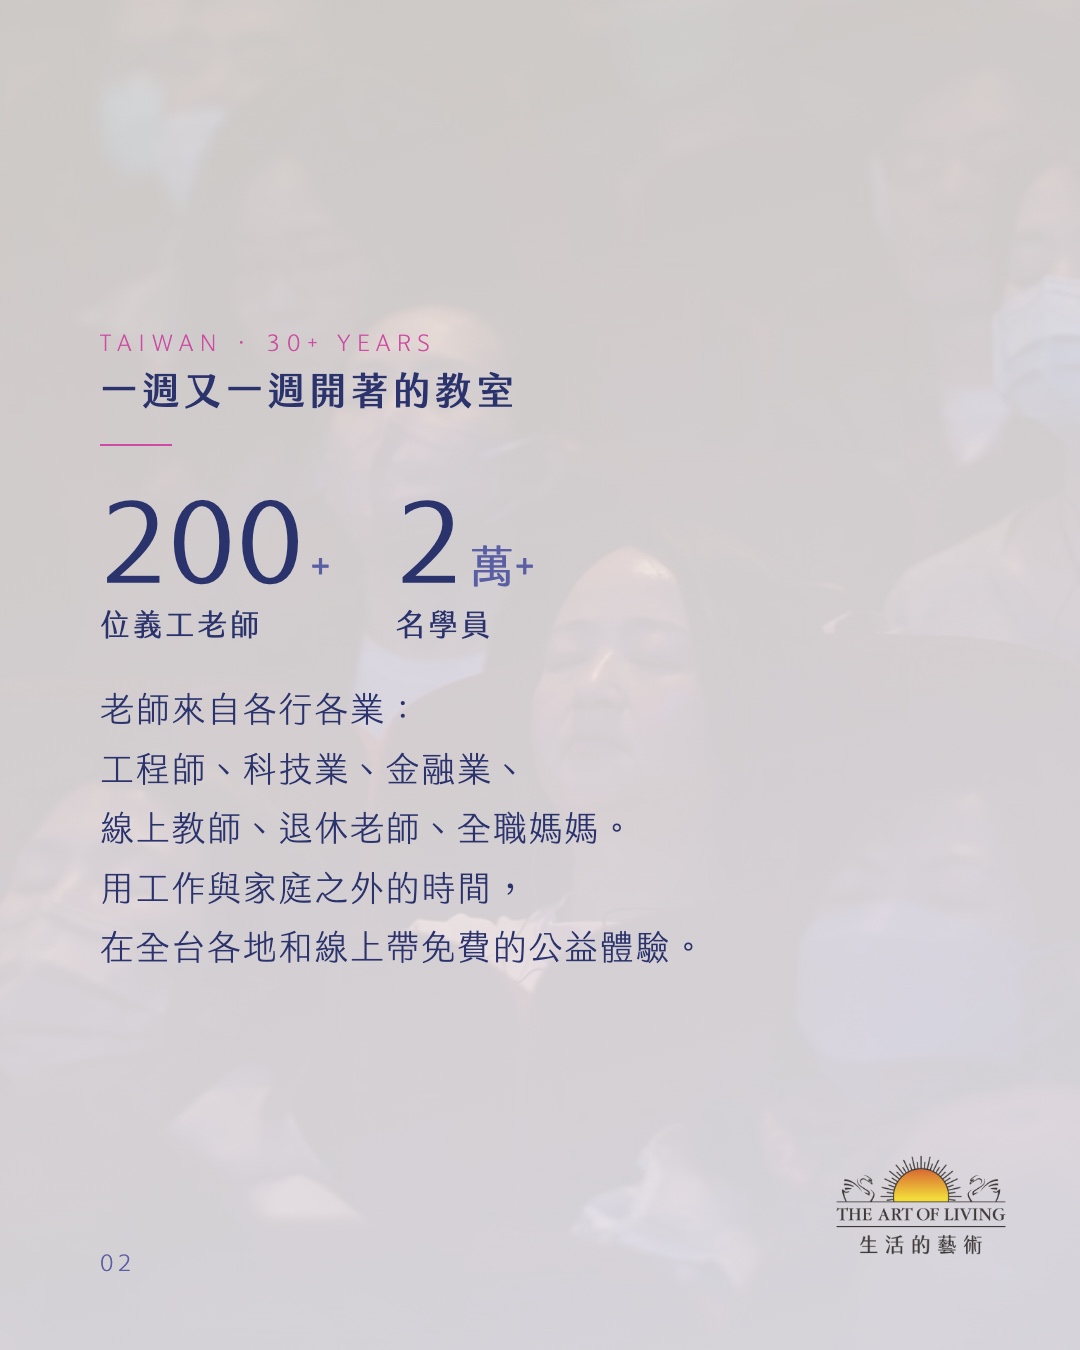 TAIWAN · 30+ YEARS
一週又一週開著的教室
200+ 2萬+
位義工老師 名學員
老師來自各行各業：
工程師、科技業、金融業、
線上教師、退休老師、全職媽媽。
用工作與家庭之外的時間，
在全台各地和線上帶免費的公益體驗。
THE ART OF LIVING
生活的藝術
02